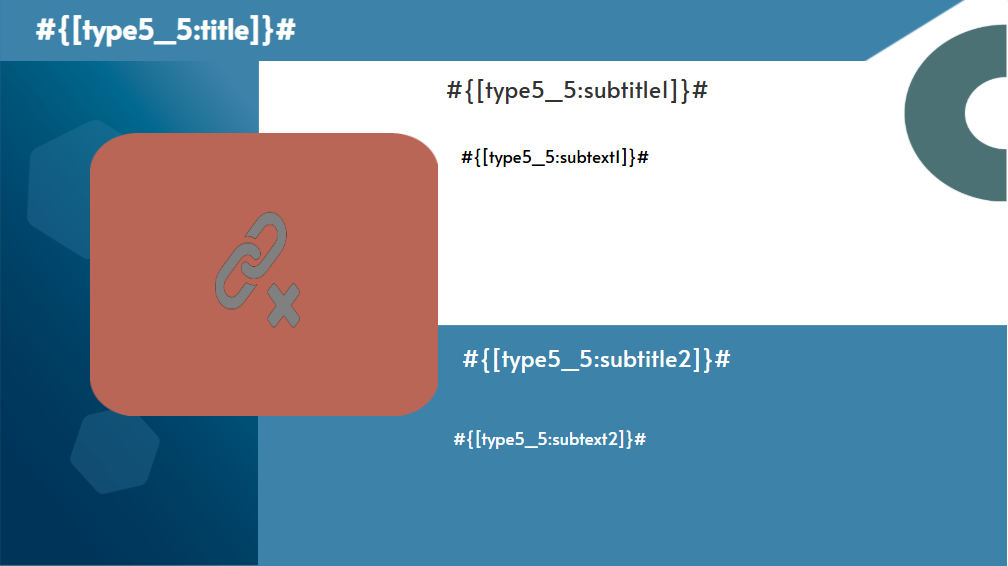 #{[type5_5:title]}#
#{[type5_5:subtitle1]}#
#{[type5_5:subtext1]}#
#{[type5_5:subtitle2]}#
#{[type5_5:subtext2]}#